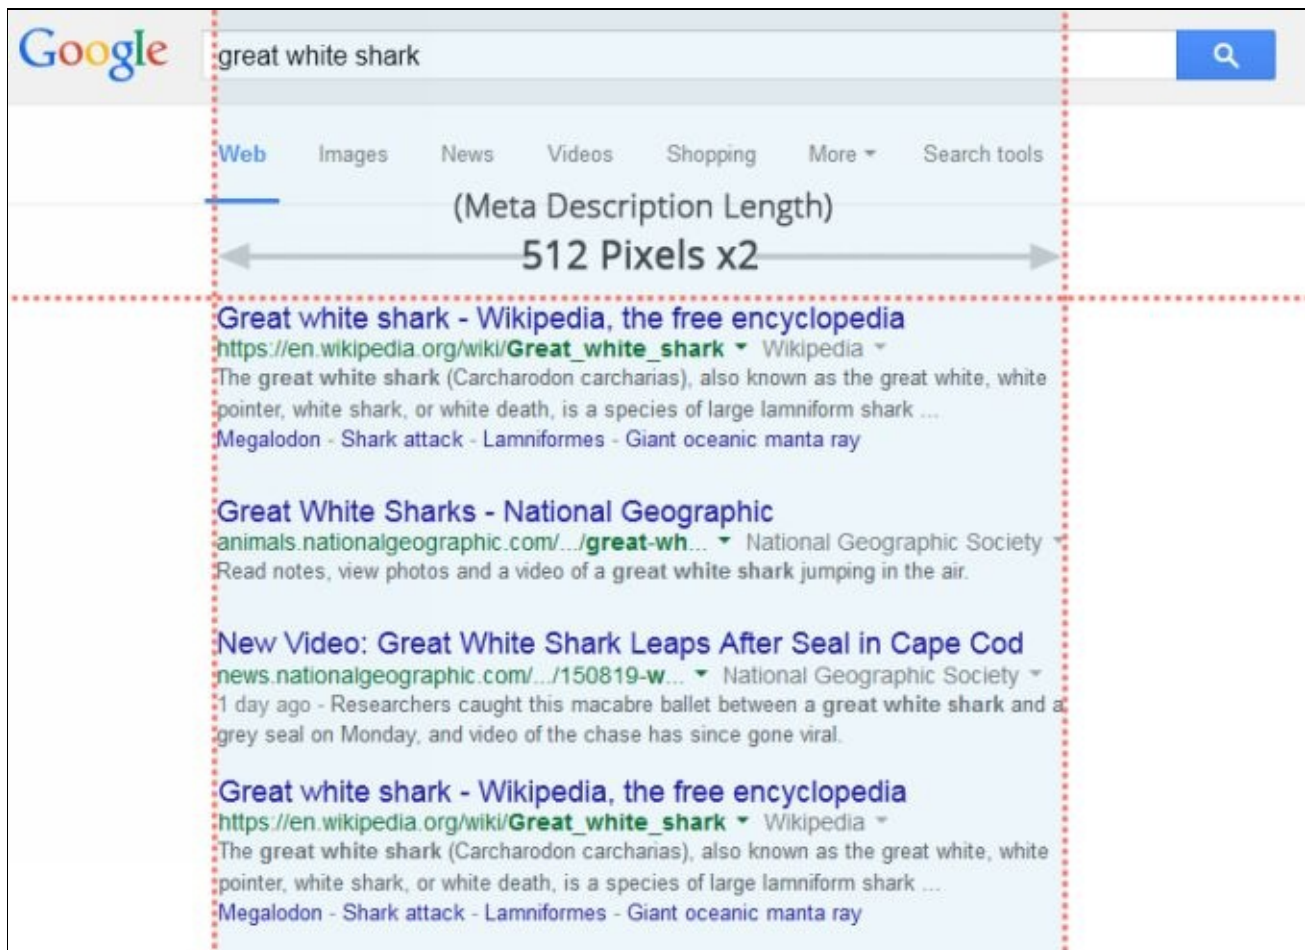 Google great white shark
Web Images News Videos Shopping More Search tools
(Meta Description Length)
512 Pixels x2
Great white shark - Wikipedia, the free encyclopedia
https://en.wikipedia.org/wiki/Great_white_shark Wikipedia
The great white shark (Carcharodon carcharias), also known as the great white, white
pointer, white shark, or white death, is a species of large lamniform shark ...
Megalodon - Shark attack - Lamniformes - Giant oceanic manta ray
Great White Sharks - National Geographic
animals.nationalgeographic.com/.../great-wh... National Geographic Society
Read notes, view photos and a video of a great white shark jumping in the air.
New Video: Great White Shark Leaps After Seal in Cape Cod
news.nationalgeographic.com/.../150819-w... National Geographic Society
1 day ago - Researchers caught this macabre ballet between a great white shark and a
grey seal on Monday, and video of the chase has since gone viral.
Great white shark - Wikipedia, the free encyclopedia
https://en.wikipedia.org/wiki/Great_white_shark Wikipedia
The great white shark (Carcharodon carcharias), also known as the great white, white
pointer, white shark, or white death, is a species of large lamniform shark ...
Megalodon - Shark attack - Lamniformes - Giant oceanic manta ray